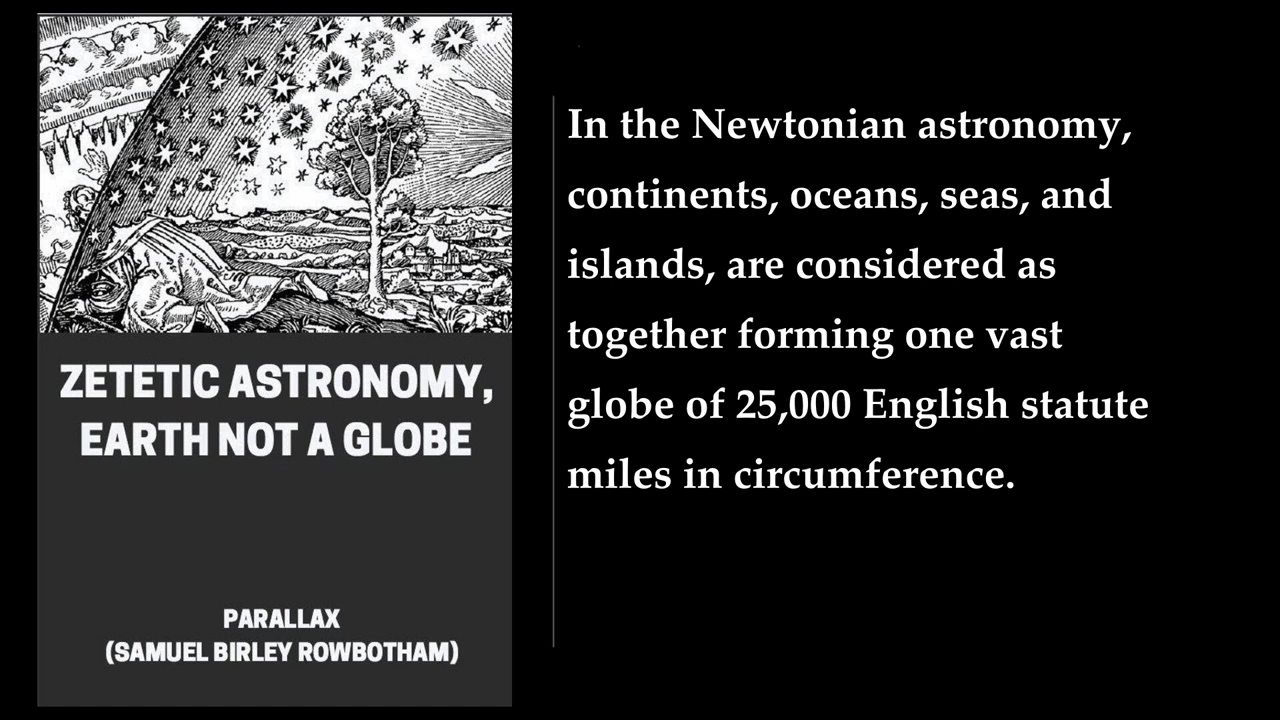 ZETETIC ASTRONOMY,
EARTH NOT A GLOBE
PARALLAX
(SAMUEL BIRLEY ROWBOTHAM)
In the Newtonian astronomy,
continents, oceans, seas, and
islands, are considered as
together forming one vast
globe of 25,000 English statute
miles in circumference.